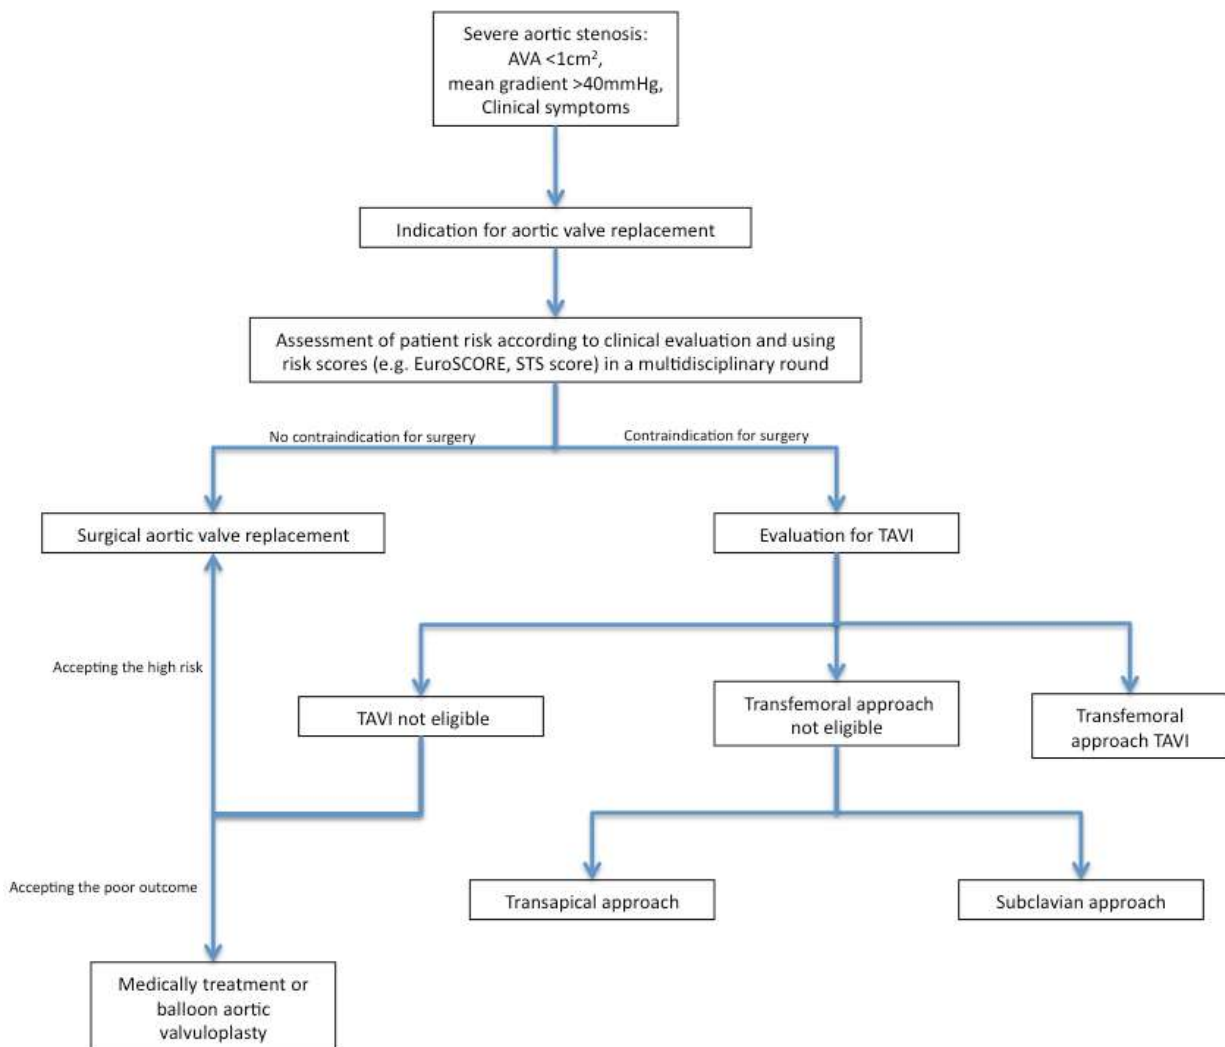 Severe aortic stenosis:
AVA <1cm²,
mean gradient >40mmHg,
Clinical symptoms
Indication for aortic valve replacement
Assessment of patient risk according to clinical evaluation and using
risk scores (e.g. EuroSCORE, STS score) in a multidisciplinary round
No contraindication for surgery
Contraindication for surgery
Surgical aortic valve replacement
Evaluation for TAVI
Accepting the high risk
TAVI not eligible
Transfemoral approach
not eligible
Transfemoral
approach TAVI
Accepting the poor outcome
Transapical approach
Subclavian approach
Medically treatment or
balloon aortic
valvuloplasty